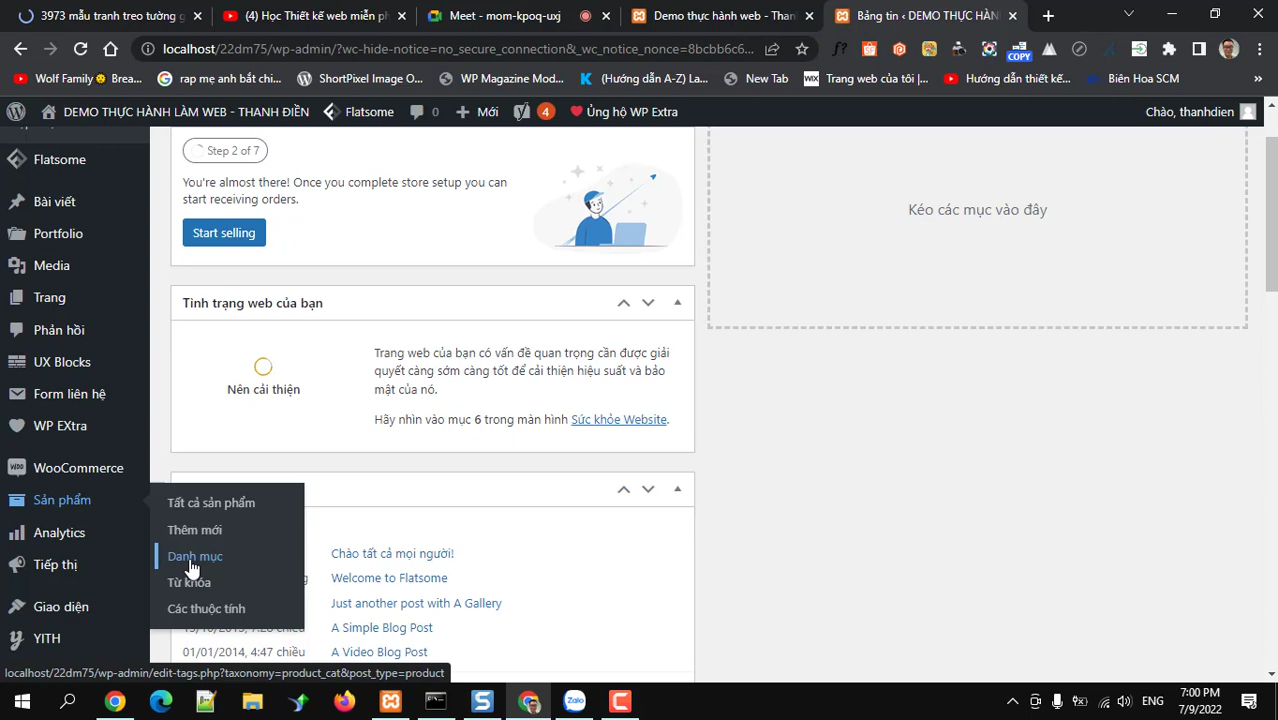 3973 mẫu tranh treo tường
(4) Học Thiết kế web miễn ph
Meet - mom-kpoq-uxj
Demo thực hành web - Thanh
Bảng tin ‹ DEMO THỰC HÀNH
localhost/22dm75/wp-admin/?wc-hide-notice=no_secure_connection&_wc_notice_nonce=8bcbb6c6...
COPY
Wolf Family Brea...
rap mẹ anh bắt chi...
ShortPixel Image O...
WP Magazine Mod...
(Hướng dẫn A-Z) La...
New Tab
WIX
Trang web của tôi |...
Hướng dẫn thiết kế...
Biên Hoa SCM
»
DEMO THỰC HÀNH LÀM WEB - THANH ĐIỀN
Flatsome
0
Mới
4
Ủng hộ WP Extra
Chào, thanhdien
Flatsome
Bài viết
Portfolio
Media
Trang
Phản hồi
UX Blocks
Form liên hệ
WP EXtra
WooCommerce
Sản phẩm
Analytics
Tiếp thị
Giao diện
YITH
Tất cả sản phẩm
Thêm mới
Danh mục
Từ khóa
Các thuộc tính
Step 2 of 7
You're almost there! Once you complete store setup you can
start receiving orders.
Start selling
Kéo các mục vào đây
Tình trạng web của bạn
Nên cải thiện
Trang web của bạn có vấn đề quan trọng cần được giải
quyết càng sớm càng tốt để cải thiện hiệu suất và bảo
mật của nó.
Hãy nhìn vào mục 6 trong màn hình Sức khỏe Website.
Chào tất cả mọi người!
Welcome to Flatsome
Just another post with A Gallery
A Simple Blog Post
01/01/2014, 4:47 chiều
A Video Blog Post
localhost/22dm75/wp-admin/edit-tags.php?taxonomy=product_cat&post_type=product
ENG
7:00 PM
7/9/2022